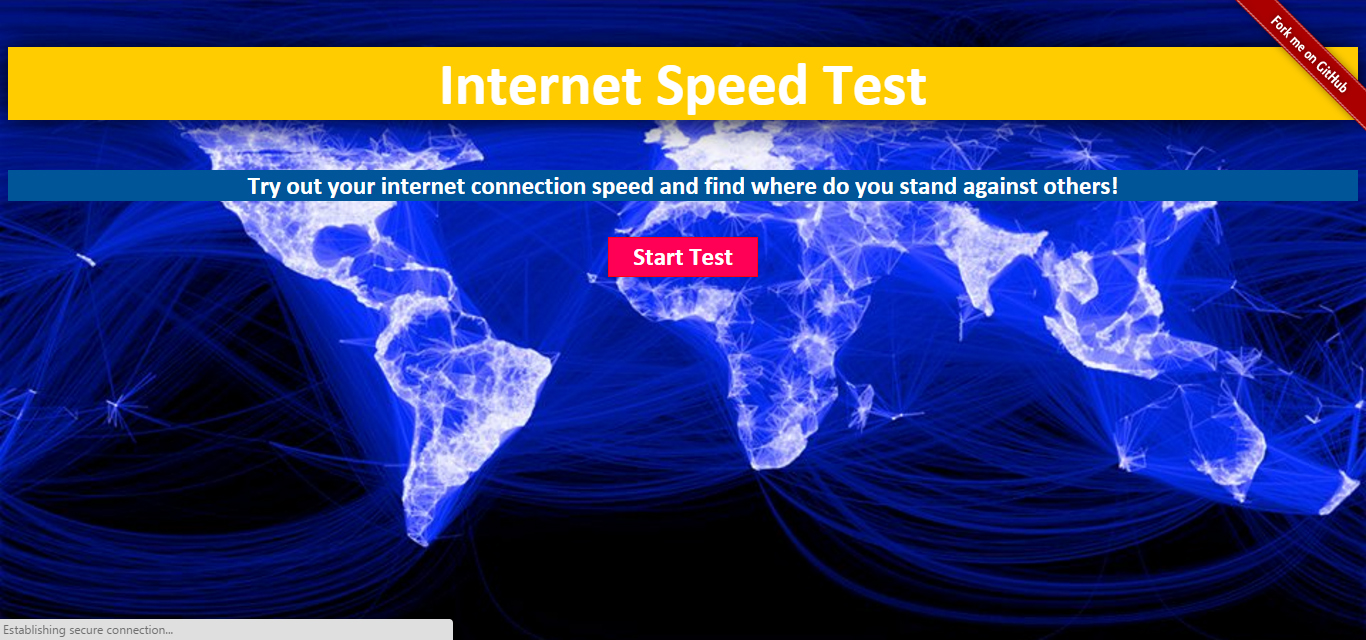 Fork me on GitHub
Internet Speed Test
Try out your internet connection speed and find where do you stand against others!
Start Test
Establishing secure connection...